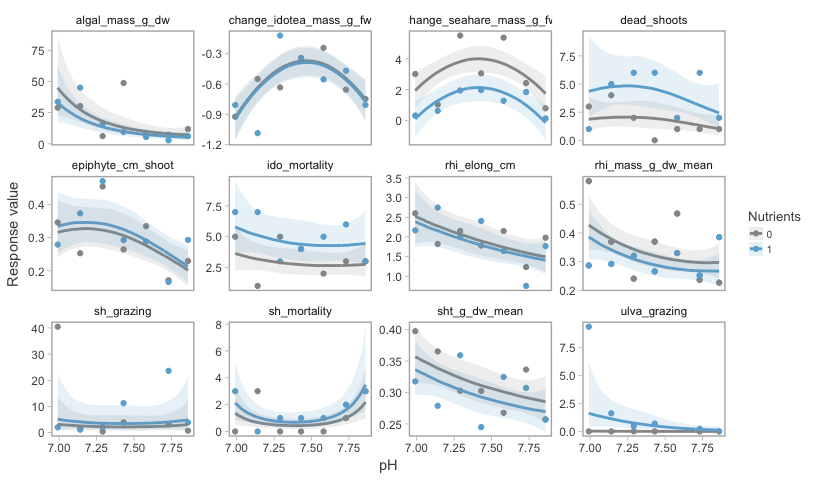 algal_mass_g_dw change_idotea_mass_g_fw hange_seahare_mass_g_fv dead_shoots
75 50 25 0
-0.3 -0.6 -0.9 -1.2
4 2 0
7.5 5.0 2.5 0.0
epiphyte_cm_shoot ido_mortality rhi_elong_cm rhi_mass_g_dw_mean
0.4 0.3 0.2
7.5 5.0 2.5
3.5 3.0 2.5 2.0 1.5 1.0
0.5 0.4 0.3 0.2
sh_grazing sh_mortality sht_g_dw_mean ulva_grazing
40 30 20 10 0
8 6 4 2 0
0.40 0.35 0.30 0.25
7.5 5.0 2.5 0.0
7.00 7.25 7.50 7.75 7.00 7.25 7.50 7.75 7.00 7.25 7.50 7.75 7.00 7.25 7.50 7.75
pH
Response value
Nutrients
0
1